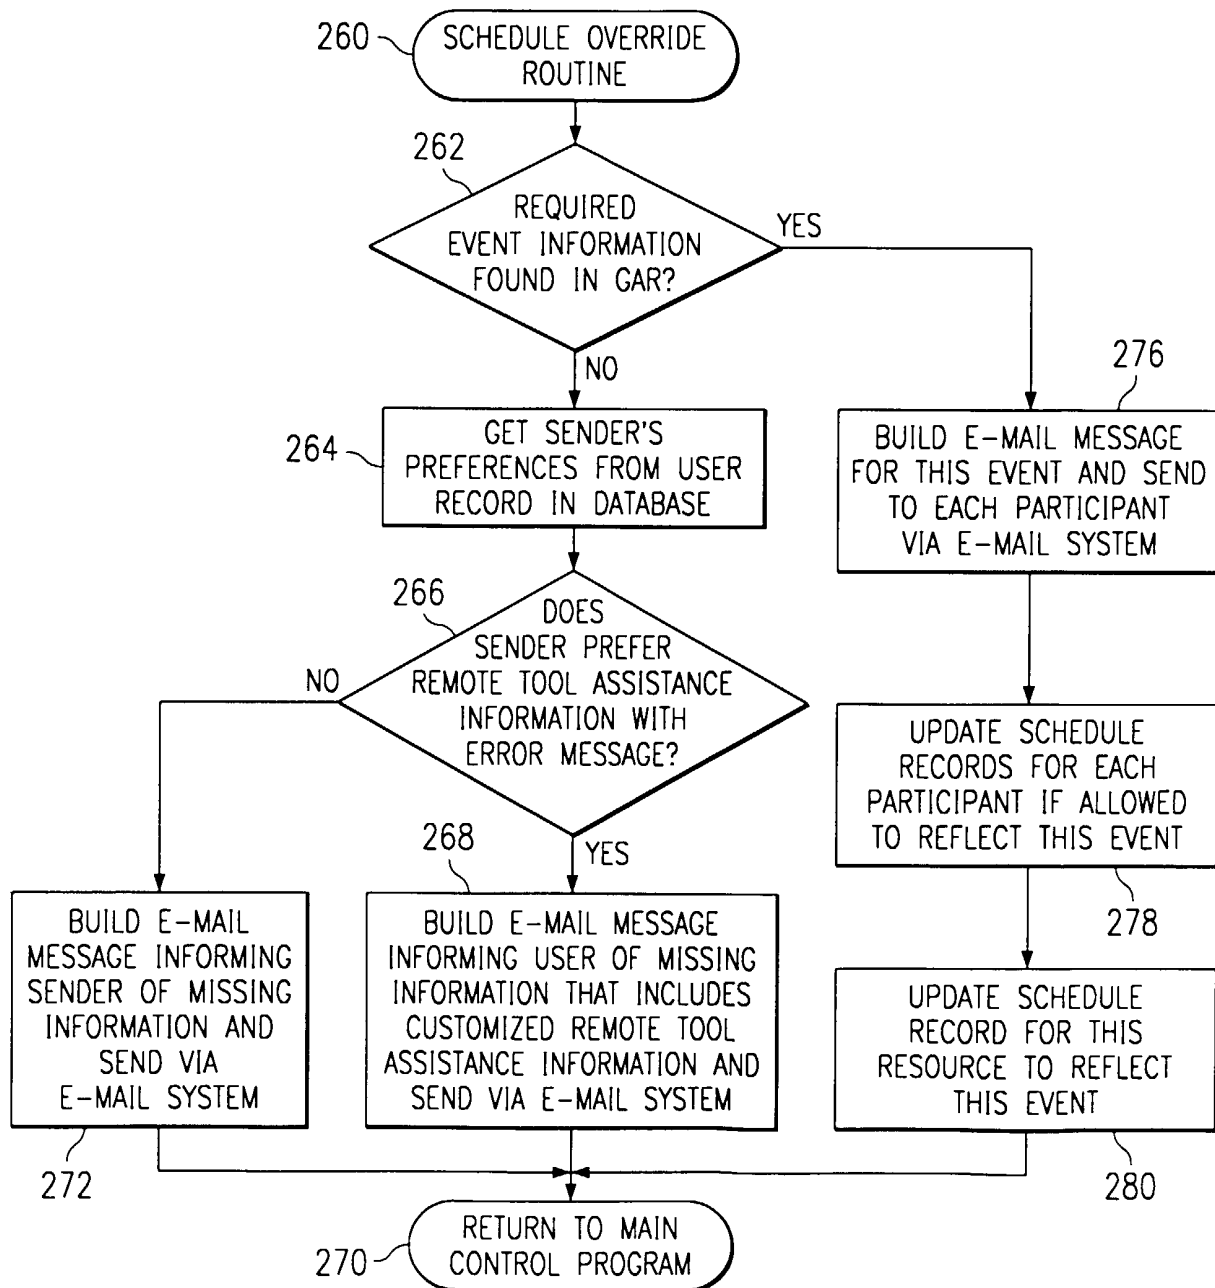 260
SCHEDULE OVERRIDE
ROUTINE
262
REQUIRED
EVENT INFORMATION
FOUND IN GAR?
YES
NO
264
GET SENDER'S
PREFERENCES FROM USER
RECORD IN DATABASE
276
BUILD E-MAIL MESSAGE
FOR THIS EVENT AND SEND
TO EACH PARTICIPANT
VIA E-MAIL SYSTEM
266
DOES
SENDER PREFER
REMOTE TOOL ASSISTANCE
INFORMATION WITH
ERROR MESSAGE?
NO
YES
UPDATE SCHEDULE
RECORDS FOR EACH
PARTICIPANT IF ALLOWED
TO REFLECT THIS EVENT
278
BUILD E-MAIL
MESSAGE INFORMING
SENDER OF MISSING
INFORMATION AND
SEND VIA
E-MAIL SYSTEM
272
268
BUILD E-MAIL MESSAGE
INFORMING USER OF MISSING
INFORMATION THAT INCLUDES
CUSTOMIZED REMOTE TOOL
ASSISTANCE INFORMATION AND
SEND VIA E-MAIL SYSTEM
UPDATE SCHEDULE
RECORD FOR THIS
RESOURCE TO REFLECT
THIS EVENT
280
270
RETURN TO MAIN
CONTROL PROGRAM